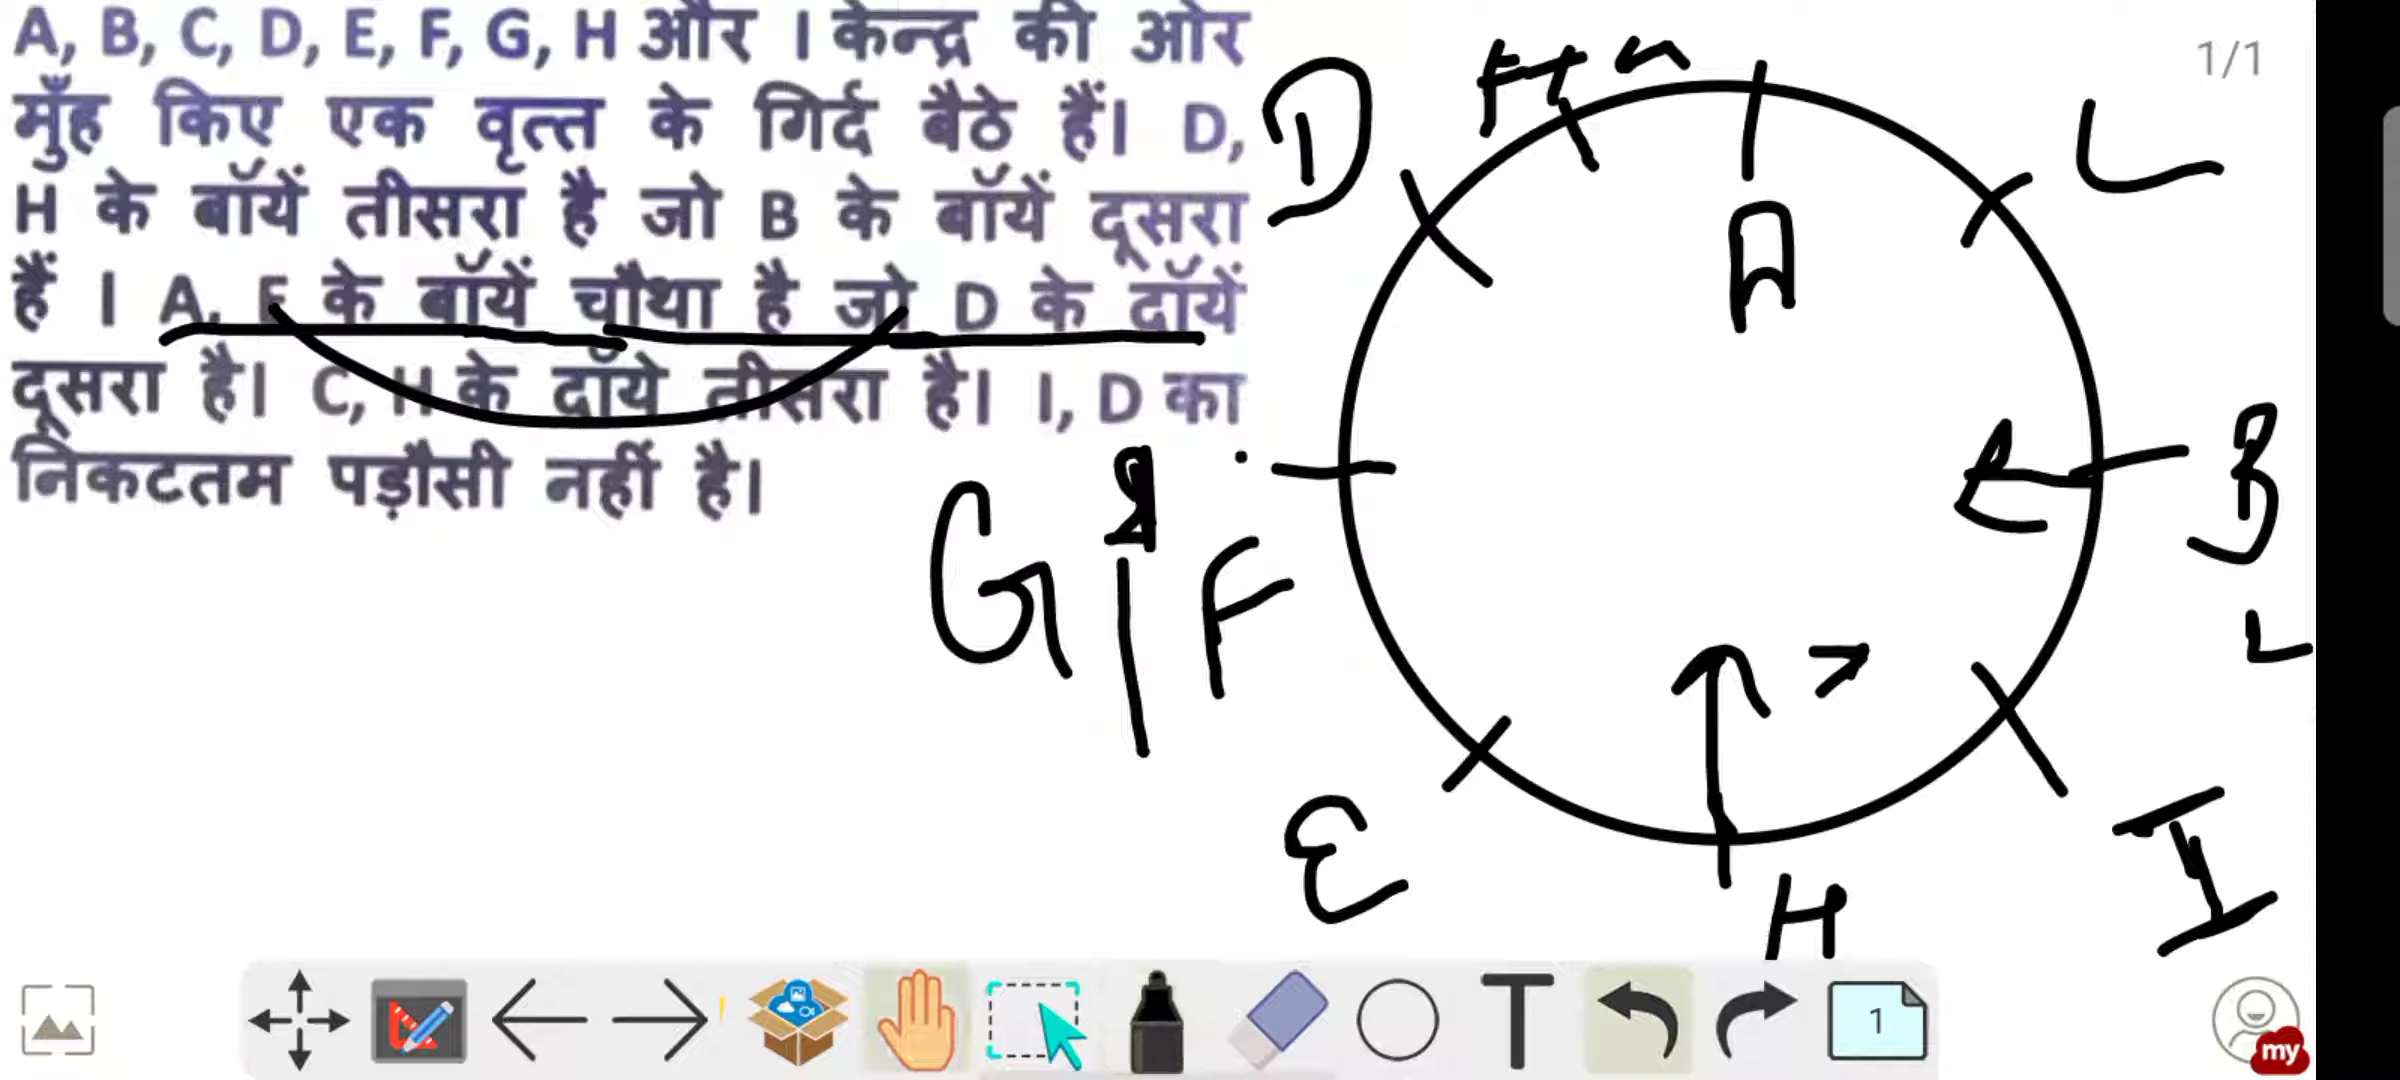 A, B, C, D, E, F, G, H और I केन्द्र की ओर
मुँह किए एक वृत्त के गिर्द बैठे हैं। D,
H के बॉयें तीसरा है जो B के बॉयें दूसरा
हैं । A, E के बॉयें चौथा है जो D के दॉयें
दूसरा है। C, H के दॉये तीसरा है। I, D का
निकटतम पड़ौसी नहीं है।
1/1
D
C
A
B
G
F
E
H
I
T
1
my